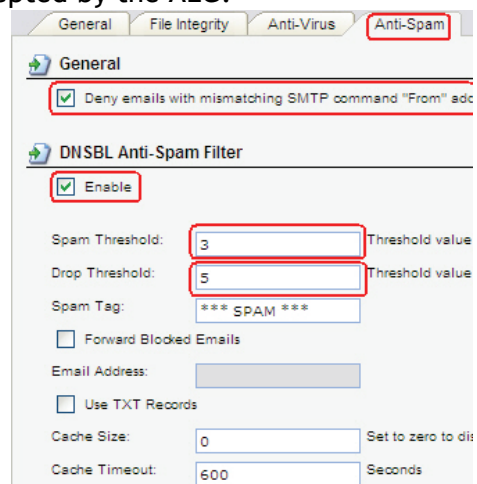 by the
General File Integrity Anti-Virus Anti-Spam
General
Deny emails with mismatching SMTP command "From"
DNSBL Anti-Spam Filter
Enable
Spam Threshold: 3 Threshold value
Drop Threshold: 5 Threshold value
Spam Tag: *** SPAM ***
Forward Blocked Emails
Email Address:
Use TXT Records
Cache Size: 0 Set to zero to
Cache Timeout: 600 Seconds